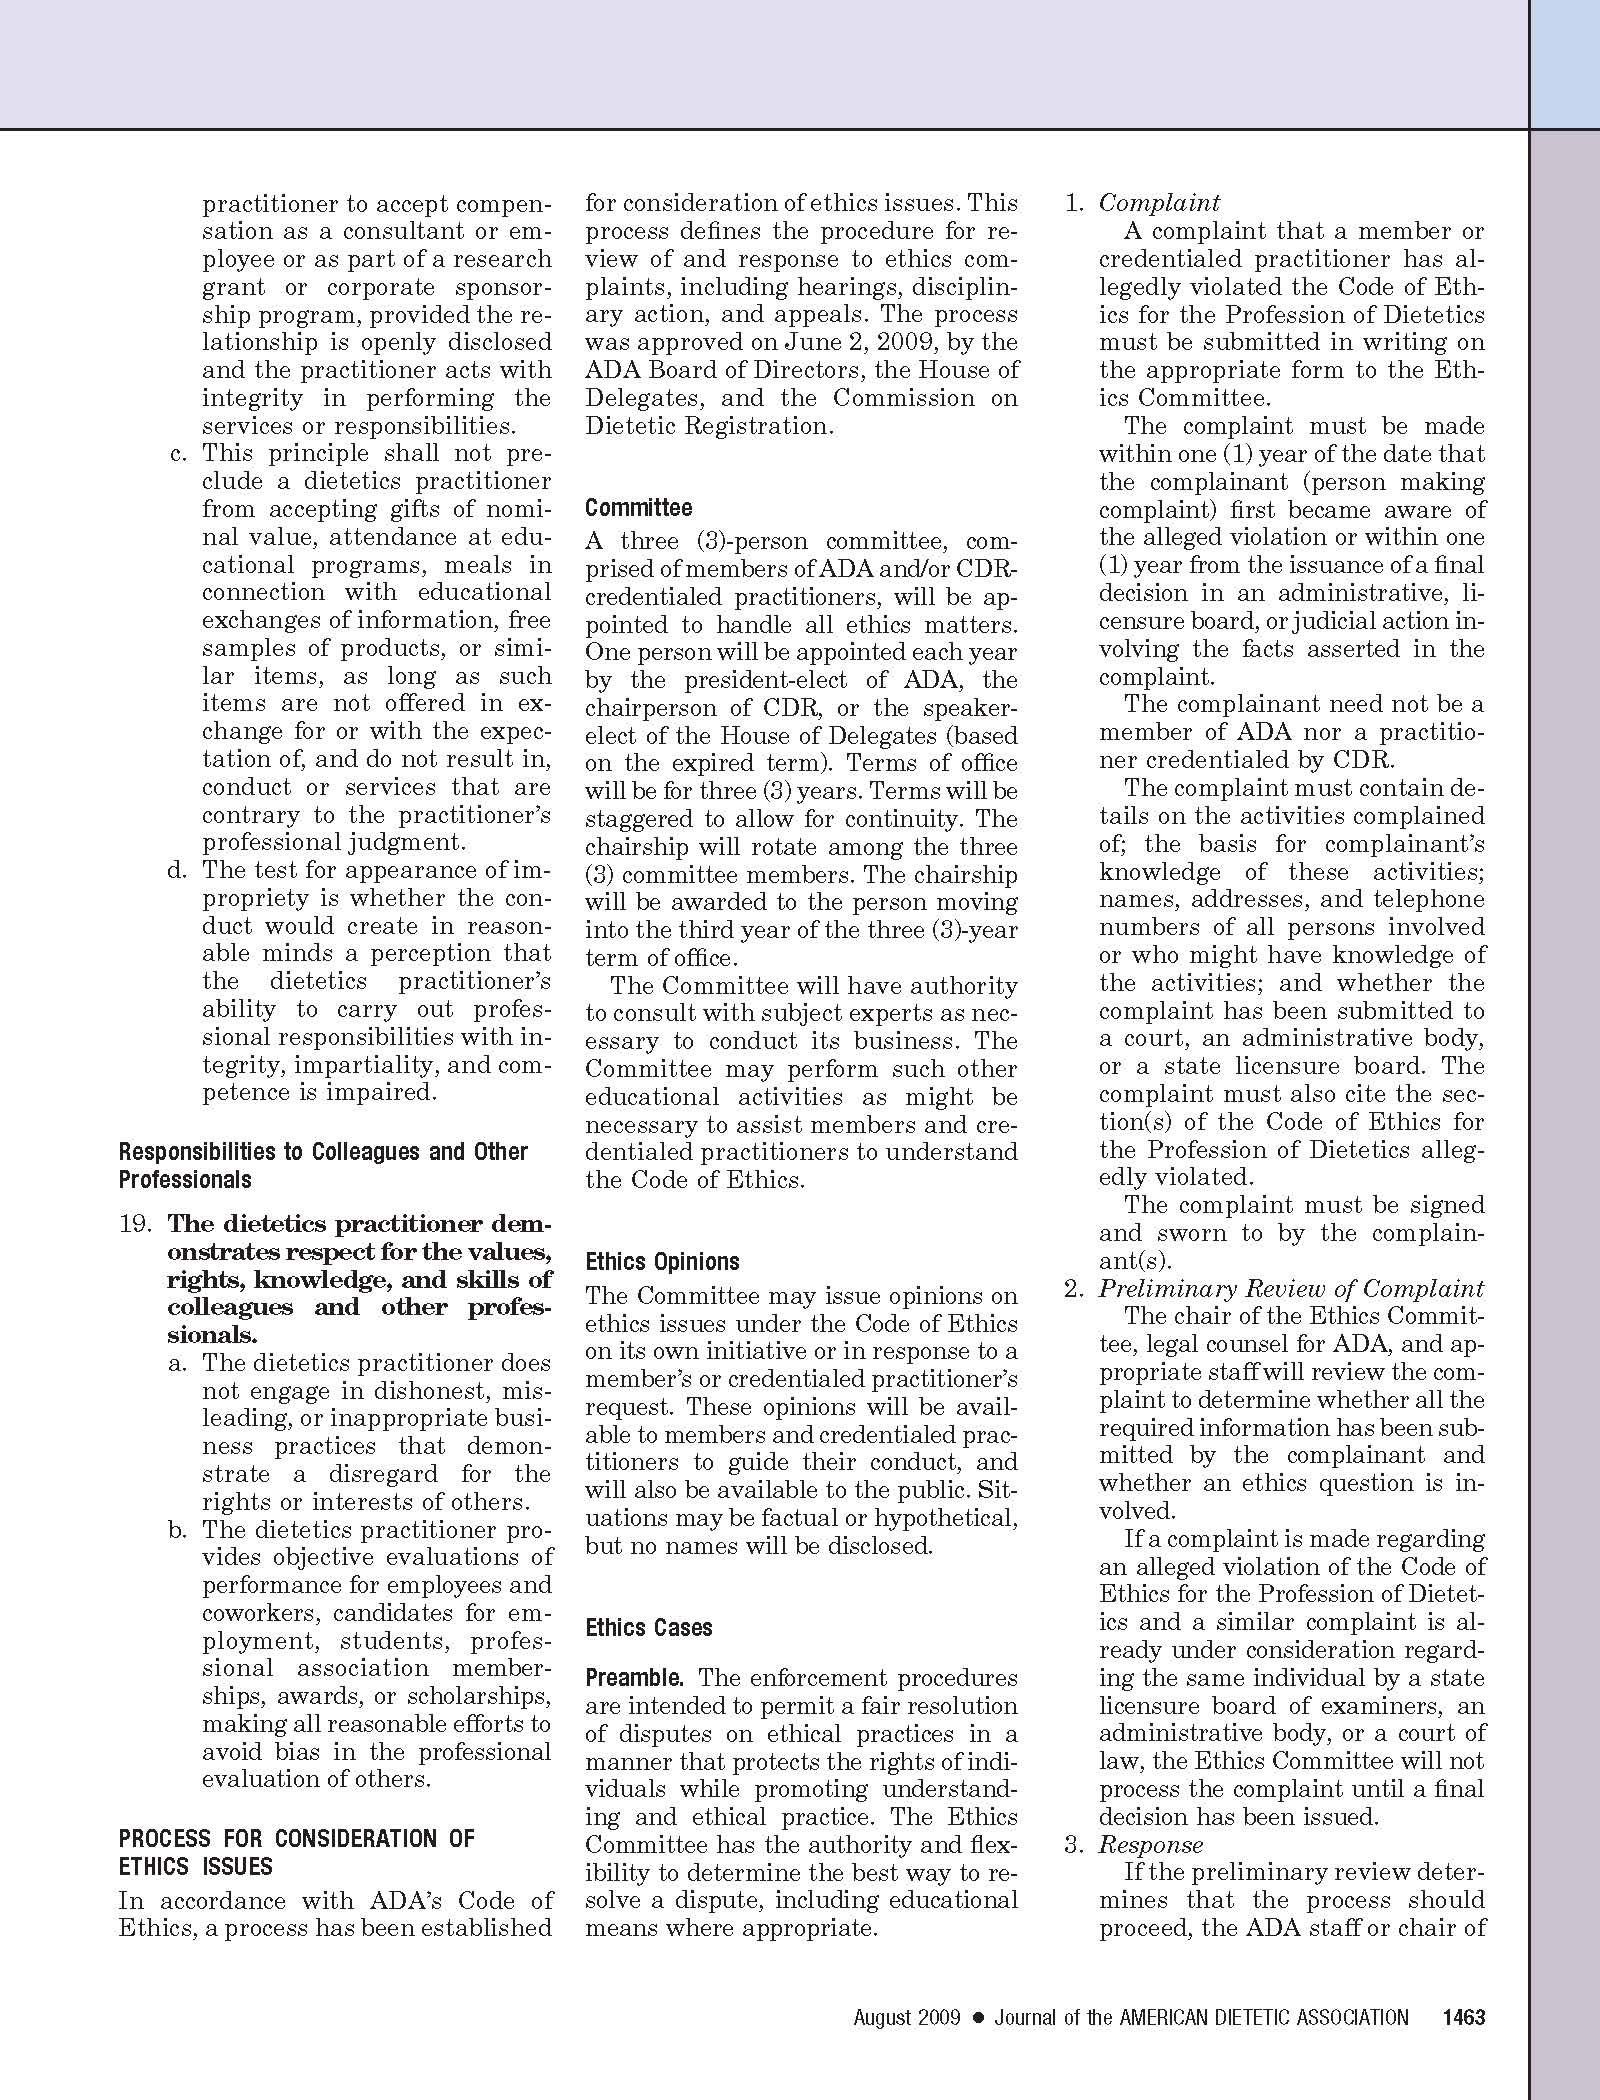 practitioner to accept compen-
sation as a consultant or em-
ployee or as part of a research
grant or corporate sponsor-
ship program, provided the re-
lationship is openly disclosed
and the practitioner acts with
integrity in performing the
services or responsibilities.
c. This principle shall not pre-
clude a dietetics practitioner
from accepting gifts of nomi-
nal value, attendance at edu-
cational programs, meals in
connection with educational
exchanges of information, free
samples of products, or simi-
lar items, as long as such
items are not offered in ex-
change for or with the expec-
tation of, and do not result in,
conduct or services that are
contrary to the practitioner’s
professional judgment.
d. The test for appearance of im-
propriety is whether the con-
duct would create in reason-
able minds a perception that
the dietetics practitioner’s
ability to carry out profes-
sional responsibilities with in-
tegrity, impartiality, and com-
petence is impaired.
Responsibilities to Colleagues and Other
Professionals
19. The dietetics practitioner dem-
onstrates respect for the values,
rights, knowledge, and skills of
colleagues and other profes-
sionals.
a. The dietetics practitioner does
not engage in dishonest, mis-
leading, or inappropriate busi-
ness practices that demon-
strate a disregard for the
rights or interests of others.
b. The dietetics practitioner pro-
vides objective evaluations of
performance for employees and
coworkers, candidates for em-
ployment, students, profes-
sional association member-
ships, awards, or scholarships,
making all reasonable efforts to
avoid bias in the professional
evaluation of others.
PROCESS FOR CONSIDERATION OF
ETHICS ISSUES
In accordance with ADA’s Code of
Ethics, a process has been established
for consideration of ethics issues. This
process defines the procedure for re-
view of and response to ethics com-
plaints, including hearings, disciplin-
ary action, and appeals. The process
was approved on June 2, 2009, by the
ADA Board of Directors, the House of
Delegates, and the Commission on
Dietetic Registration.
Committee
A three (3)-person committee, com-
prised of members of ADA and/or CDR-
credentialed practitioners, will be ap-
pointed to handle all ethics matters.
One person will be appointed each year
by the president-elect of ADA, the
chairperson of CDR, or the speaker-
elect of the House of Delegates (based
on the expired term). Terms of office
will be for three (3) years. Terms will be
staggered to allow for continuity. The
chairship will rotate among the three
(3) committee members. The chairship
will be awarded to the person moving
into the third year of the three (3)-year
term of office.
The Committee will have authority
to consult with subject experts as nec-
essary to conduct its business. The
Committee may perform such other
educational activities as might be
necessary to assist members and cre-
dentialed practitioners to understand
the Code of Ethics.
Ethics Opinions
The Committee may issue opinions on
ethics issues under the Code of Ethics
on its own initiative or in response to a
member’s or credentialed practitioner’s
request. These opinions will be avail-
able to members and credentialed prac-
titioners to guide their conduct, and
will also be available to the public. Sit-
uations may be factual or hypothetical,
but no names will be disclosed.
Ethics Cases
Preamble. The enforcement procedures
are intended to permit a fair resolution
of disputes on ethical practices in a
manner that protects the rights of indi-
viduals while promoting understand-
ing and ethical practice. The Ethics
Committee has the authority and flex-
ibility to determine the best way to re-
solve a dispute, including educational
means where appropriate.
1. Complaint
A complaint that a member or
credentialed practitioner has al-
legedly violated the Code of Eth-
ics for the Profession of Dietetics
must be submitted in writing on
the appropriate form to the Eth-
ics Committee.
The complaint must be made
within one (1) year of the date that
the complainant (person making
complaint) first became aware of
the alleged violation or within one
(1) year from the issuance of a final
decision in an administrative, li-
censure board, or judicial action in-
volving the facts asserted in the
complaint.
The complainant need not be a
member of ADA nor a practitio-
ner credentialed by CDR.
The complaint must contain de-
tails on the activities complained
of; the basis for complainant’s
knowledge of these activities;
names, addresses, and telephone
numbers of all persons involved
or who might have knowledge of
the activities; and whether the
complaint has been submitted to
a court, an administrative body,
or a state licensure board. The
complaint must also cite the sec-
tion(s) of the Code of Ethics for
the Profession of Dietetics alleg-
edly violated.
The complaint must be signed
and sworn to by the complain-
ant(s).
2. Preliminary Review of Complaint
The chair of the Ethics Commit-
tee, legal counsel for ADA, and ap-
propriate staff will review the com-
plaint to determine whether all the
required information has been sub-
mitted by the complainant and
whether an ethics question is in-
volved.
If a complaint is made regarding
an alleged violation of the Code of
Ethics for the Profession of Dietet-
ics and a similar complaint is al-
ready under consideration regard-
ing the same individual by a state
licensure board of examiners, an
administrative body, or a court of
law, the Ethics Committee will not
process the complaint until a final
decision has been issued.
3. Response
If the preliminary review deter-
mines that the process should
proceed, the ADA staff or chair of
August 2009 ● Journal of the AMERICAN DIETETIC ASSOCIATION 1463